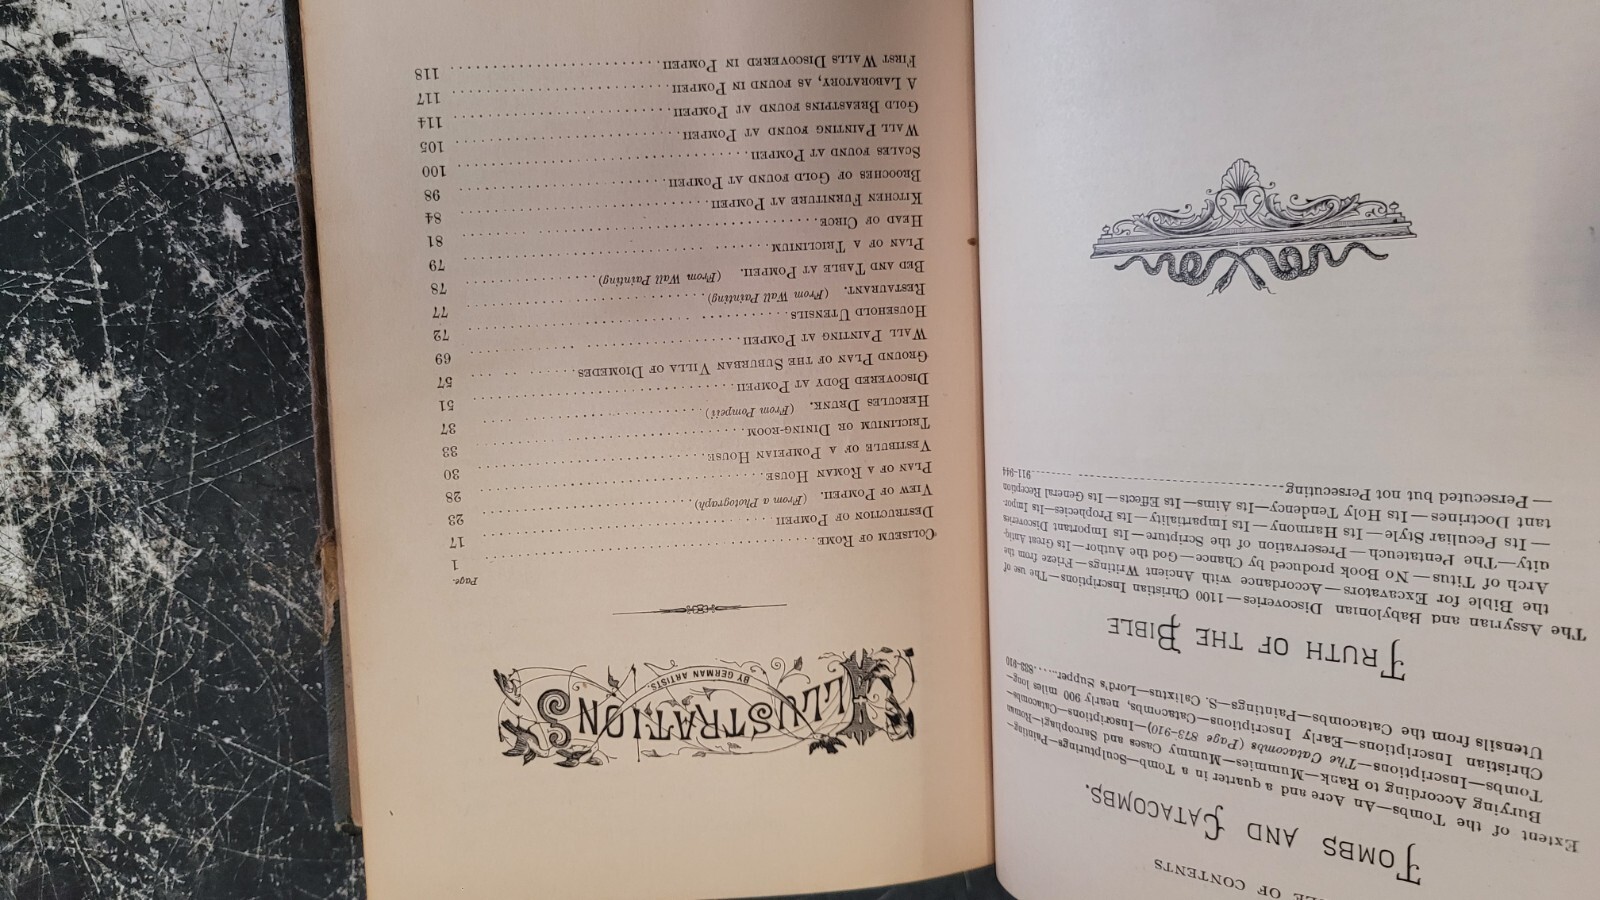 LE OF CONTENTS
TOMBS AND CATACOMBS.
Extent of the Tombs—An Acre and a quarter in a Tomb—Sculpturings—Painting—
Burying According to Rank—Mummies—Mummy Cases and Sarcophagi—Roman
Tombs—Inscriptions—The Catacombs (Page 873-910)—Inscriptions—Catacombs—
Christian Inscriptions—Early Inscriptions—Catacombs, nearly 900 miles long—
Utensils from the Catacombs—Paintings—S. Calixtus—Lord's Supper.....833-910
TRUTH OF THE BIBLE
The Assyrian and Babylonian Discoveries—1100 Christian Inscriptions—The use of
the Bible for Excavators—Accordance with Ancient Writings—Frieze from the
Arch of Titus—No Book produced by Chance—God the Author—Its Great Antiq-
uity—The Pentateuch—Preservation of the Scripture—Its Important Discoveries
—Its Peculiar Style—Its Harmony—Its Impartiality—Its Prophecies—Its Impor-
tant Doctrines—Its Holy Tendency—Its Aims—Its Effects—Its General Reception
—Persecuted but not Persecuting..........911-944
ILLUSTRATIONS
BY GERMAN ARTISTS.
Page.
COLISEUM OF ROME.......... 1
DESTRUCTION OF POMPEII.......... 17
VIEW OF POMPEII. (From a Photograph).......... 23
PLAN OF A ROMAN HOUSE.......... 28
VESTIBULE OF A POMPEIAN HOUSE.......... 30
TRICLINIUM OR DINING-ROOM.......... 33
HERCULES DRUNK. (From Pompeii).......... 37
DISCOVERED BODY AT POMPEII.......... 51
GROUND PLAN OF THE SUBURBAN VILLA OF DIOMEDES.......... 57
WALL PAINTING AT POMPEII.......... 69
HOUSEHOLD UTENSILS.......... 72
RESTAURANT. (From Wall Painting).......... 77
BED AND TABLE AT POMPEII. (From Wall Painting).......... 78
PLAN OF A TRICLINIUM.......... 79
HEAD OF CIRCE.......... 81
KITCHEN FURNITURE AT POMPEII.......... 84
BROOCHES OF GOLD FOUND AT POMPEII.......... 98
SCALES FOUND AT POMPEII.......... 100
WALL PAINTING FOUND AT POMPEII.......... 105
GOLD BREASTPINS FOUND AT POMPEII.......... 114
A LABORATORY, AS FOUND IN POMPEII.......... 117
FIRST WALLS DISCOVERED IN POMPEII.......... 118